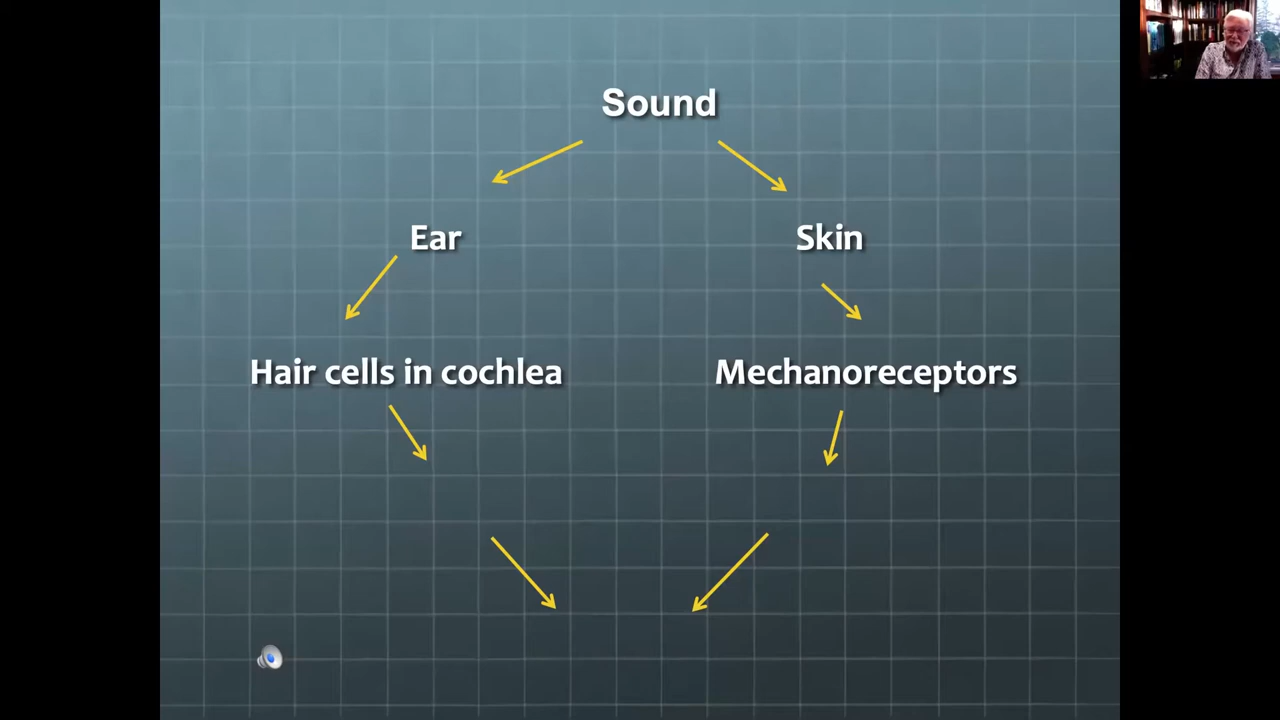 Sound
Ear
Skin
Hair cells in cochlea
Mechanoreceptors